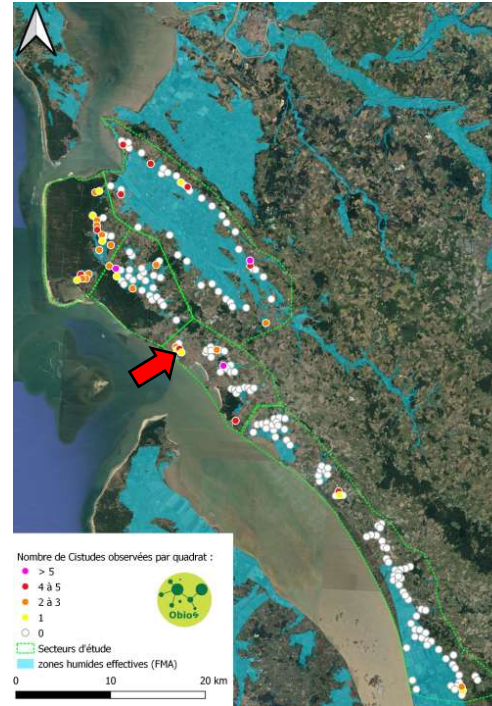 Nombre de Cistudes observées par quadrat :
> 5
4 à 5
2 à 3
1
0
Obios
Secteurs d'étude
zones humides effectives (FMA)
0 10 20 km